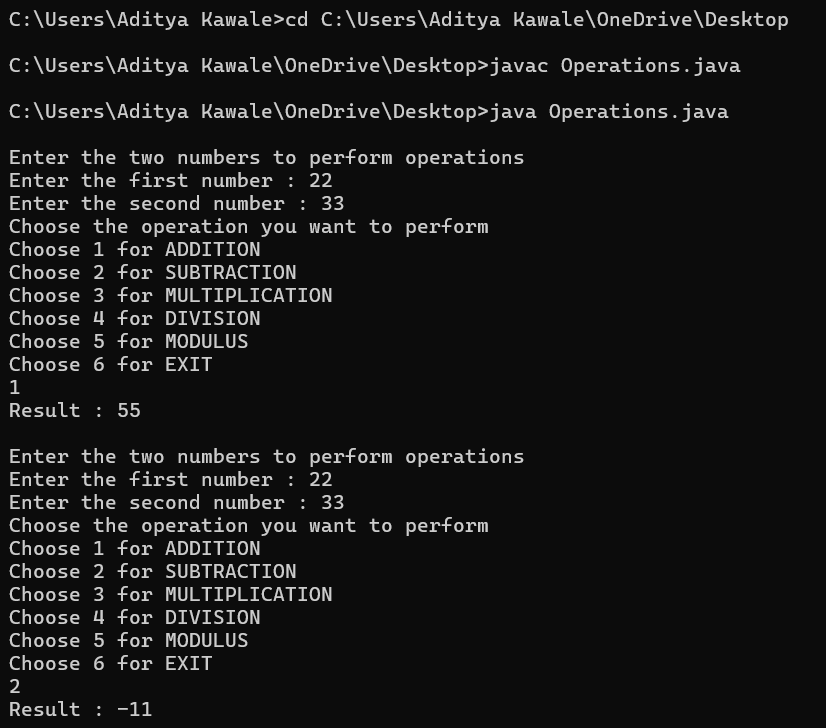 C:\Users\Aditya Kawale>cd C:\Users\Aditya Kawale\OneDrive\Desktop
C:\Users\Aditya Kawale\OneDrive\Desktop>javac Operations.java
C:\Users\Aditya Kawale\OneDrive\Desktop>java Operations.java
Enter the two numbers to perform operations
Enter the first number : 22
Enter the second number : 33
Choose the operation you want to perform
Choose 1 for ADDITION
Choose 2 for SUBTRACTION
Choose 3 for MULTIPLICATION
Choose 4 for DIVISION
Choose 5 for MODULUS
Choose 6 for EXIT
1
Result : 55
Enter the two numbers to perform operations
Enter the first number : 22
Enter the second number : 33
Choose the operation you want to perform
Choose 1 for ADDITION
Choose 2 for SUBTRACTION
Choose 3 for MULTIPLICATION
Choose 4 for DIVISION
Choose 5 for MODULUS
Choose 6 for EXIT
2
Result : -11